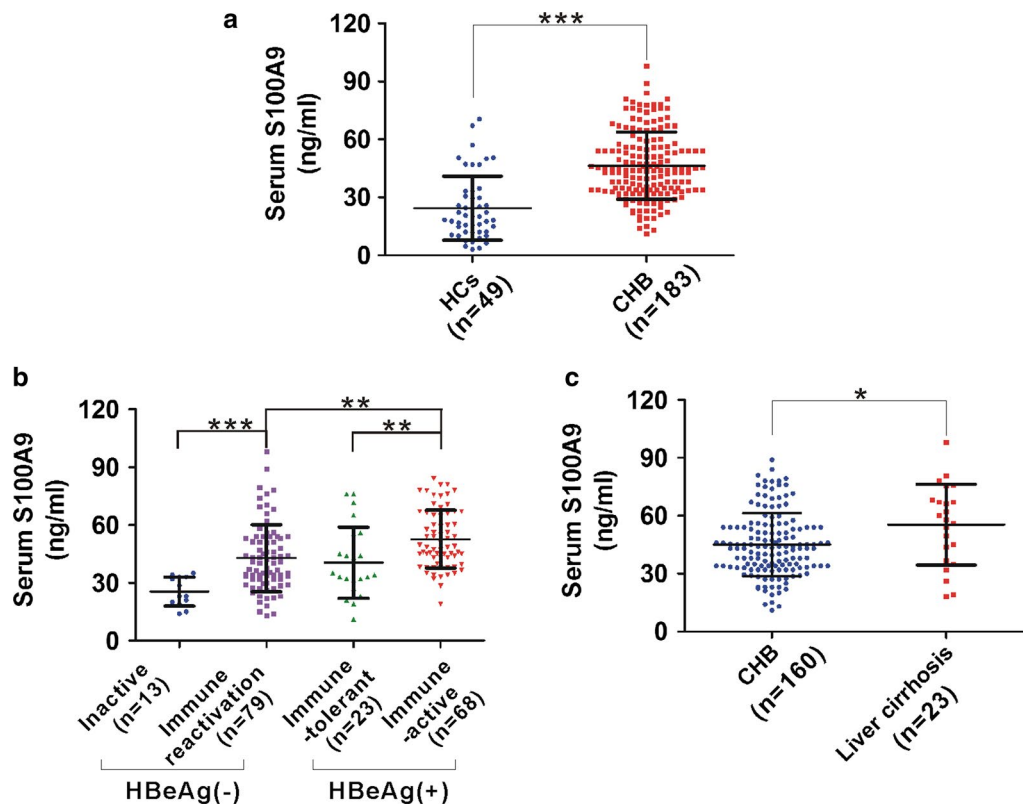 a
***
120
90
60
30
0
Serum S100A9
(ng/ml)
HCs
(n=49)
CHB
(n=183)
b
***
**
**
120
90
60
30
0
Serum S100A9
(ng/ml)
Inactive
(n=13)
Immune
reactivation
(n=79)
Immune
-tolerant
(n=23)
Immune
-active
(n=68)
HBeAg(-)
HBeAg(+)
c
*
120
90
60
30
0
Serum S100A9
(ng/ml)
CHB
(n=160)
Liver cirrhosis
(n=23)